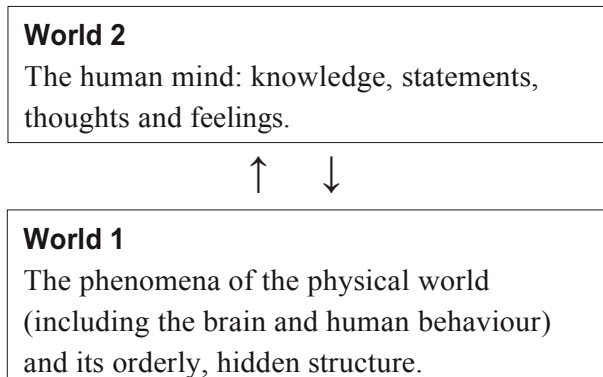 World 2
The human mind: knowledge, statements,
thoughts and feelings.
↑ ↓
World 1
The phenomena of the physical world
(including the brain and human behaviour)
and its orderly, hidden structure.